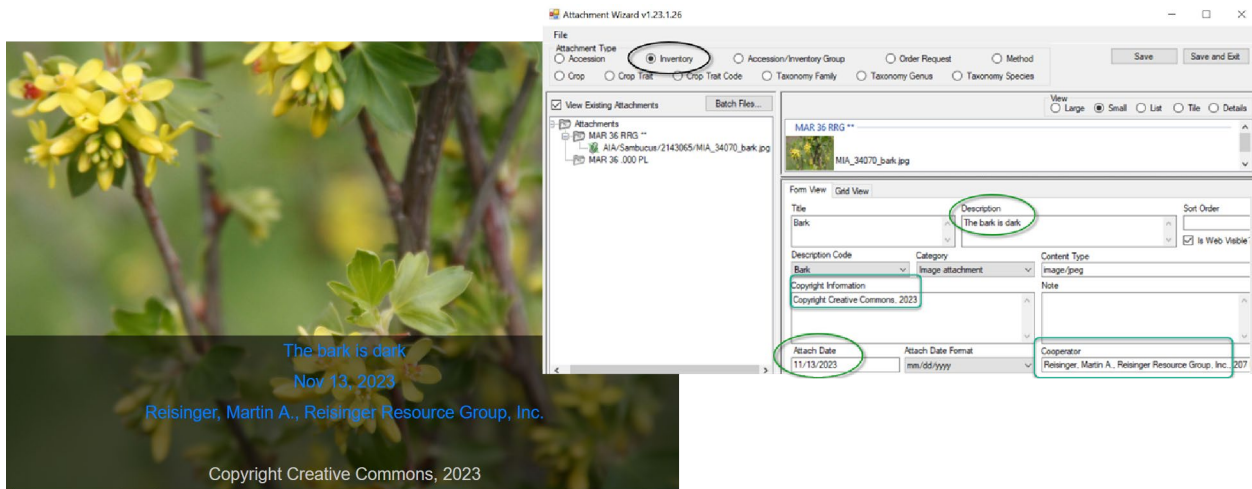 The bark is dark
Nov 13, 2023
Reisinger, Martin A., Reisinger Resource Group, Inc.
Copyright Creative Commons, 2023
Attachment Wizard v1.23.1.26
File
Attachment Type
Accession Inventory Accession/Inventory Group Order Request Method
Crop Crop Trait Crop Trait Code Taxonomy Family Taxonomy Genus Taxonomy Species
Save Save and Exit
View Existing Attachments Batch Files...
Attachments
MAR 36 RRG **
AIA/Sambucus/2143065/MIA_34070_bark.jpg
MAR 36 .000 PL
View
Large Small List Tile Details
MAR 36 RRG **
MIA_34070_bark.jpg
Form View Grid View
Title Description Sort Order
Bark The bark is dark
Is Web Visible?
Description Code Category Content Type
Bark Image attachment image/jpeg
Copyright Information Note
Copyright Creative Commons, 2023
Attach Date Attach Date Format Cooperator
11/13/2023 mm/dd/yyyy Reisinger, Martin A., Reisinger Resource Group, Inc., 207